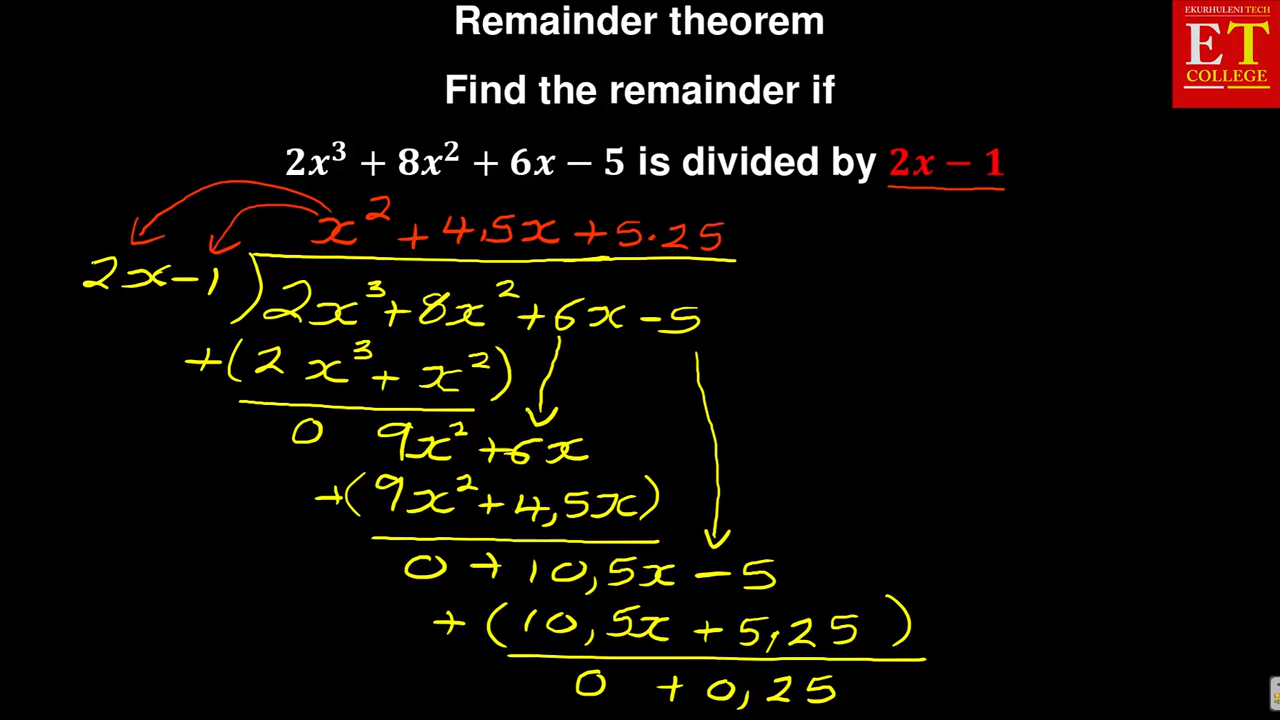 Remainder theorem
EKURHULENI TECH
ET
COLLEGE
Find the remainder if
2x³ + 8x² + 6x − 5 is divided by 2x − 1
x² + 4,5x + 5.25
2x − 1 ) 2x³ + 8x² + 6x − 5
+(2x³ + x²)
0 9x² + 6x
+(9x² + 4,5x)
0 + 10,5x − 5
+(10,5x + 5,25)
0 + 0,25